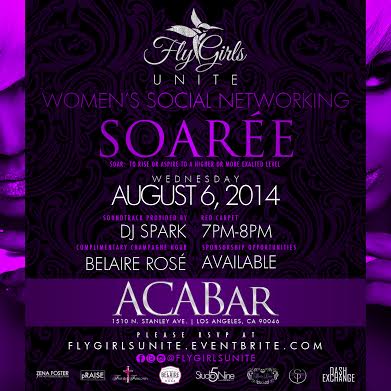 Fly Girls
UNITE
WOMEN'S SOCIAL NETWORKING
SOARÉE
SOAR: TO RISE OR ASPIRE TO A HIGHER OR MORE EXALTED LEVEL
WEDNESDAY
AUGUST 6, 2014
SOUNDTRACK PROVIDED BY
DJ SPARK
RED CARPET
7PM-8PM
COMPLIMENTARY CHAMPAGNE HOUR
BELAIRE ROSÉ
SPONSORSHIP OPPORTUNITIES
AVAILABLE
ACABAR
1510 N. STANLEY AVE. | LOS ANGELES, CA 90046
PLEASE RSVP AT
FLYGIRLSUNITE.EVENTBRITE.COM
@FLYGIRLSUNITE
ZENA FOSTER
pRAISE
BELAIRE
Studio5ive
DASH
EXCHANGE